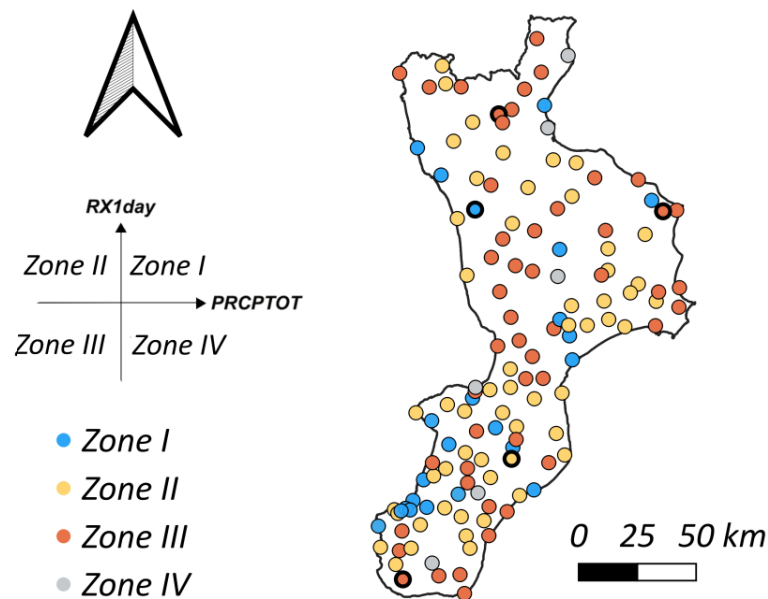 RX1day
Zone II
Zone I
PRCPTOT
Zone III
Zone IV
Zone I
Zone II
Zone III
Zone IV
0 25 50 km